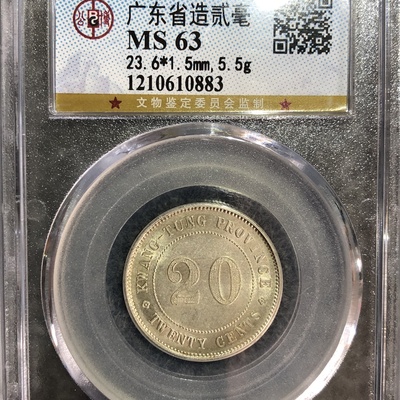 广东省造贰毫
MS 63
23.6*1.5mm,5.5g
1210610883
★ 文物鉴定委员会监制 ★
KWANG-TUNG PROVINCE
20
TWENTY CENTS